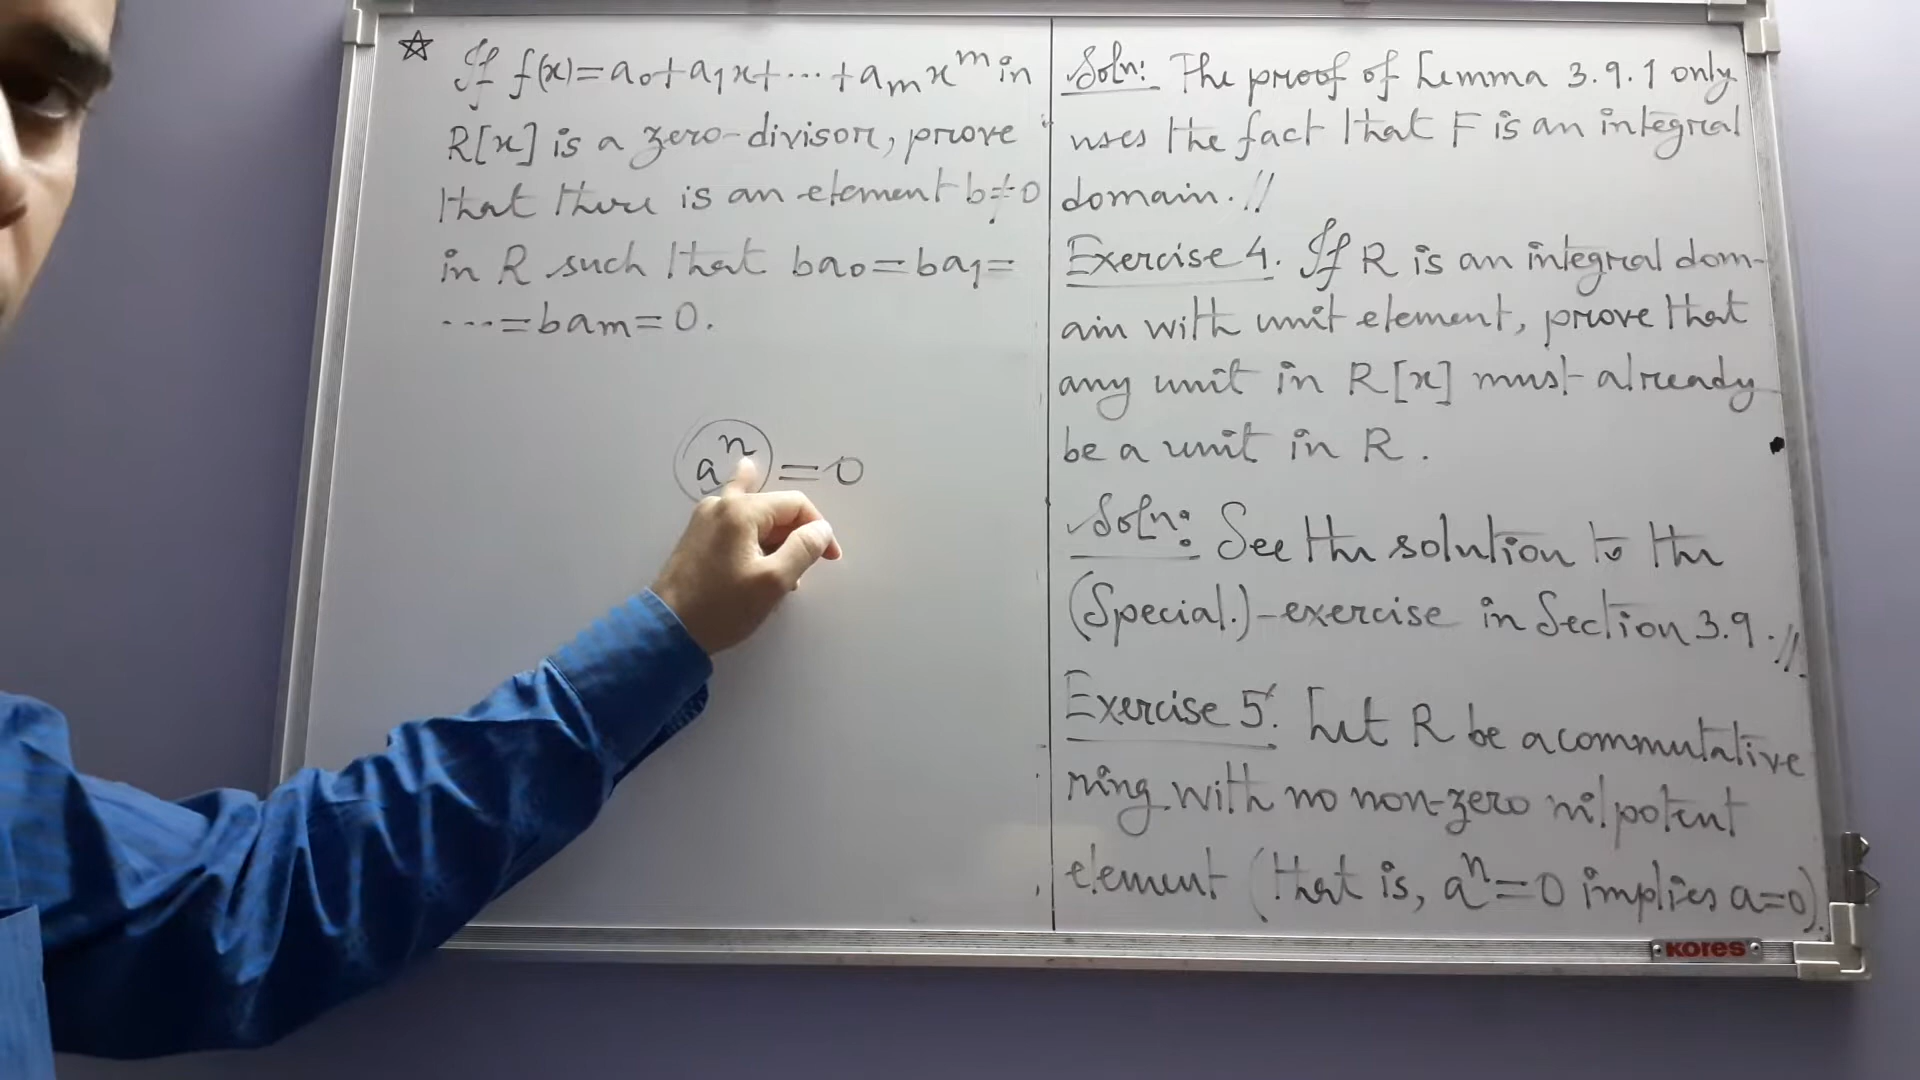 ☆ If f(x)=a₀+a₁x+⋯+aₘxᵐ in
R[x] is a zero-divisor, prove
that there is an element b≠0
in R such that ba₀=ba₁=
⋯=baₘ=0.
aⁿ=0
Soln: The proof of Lemma 3.9.1 only
uses the fact that F is an integral
domain.//
Exercise 4. If R is an integral dom-
ain with unit element, prove that
any unit in R[x] must already
be a unit in R.
Soln: See the solution to the
(Special.)-exercise in Section 3.9.//
Exercise 5. Let R be a commutative
ring with no non-zero nilpotent
element (that is, aⁿ=0 implies a=0).
KORES